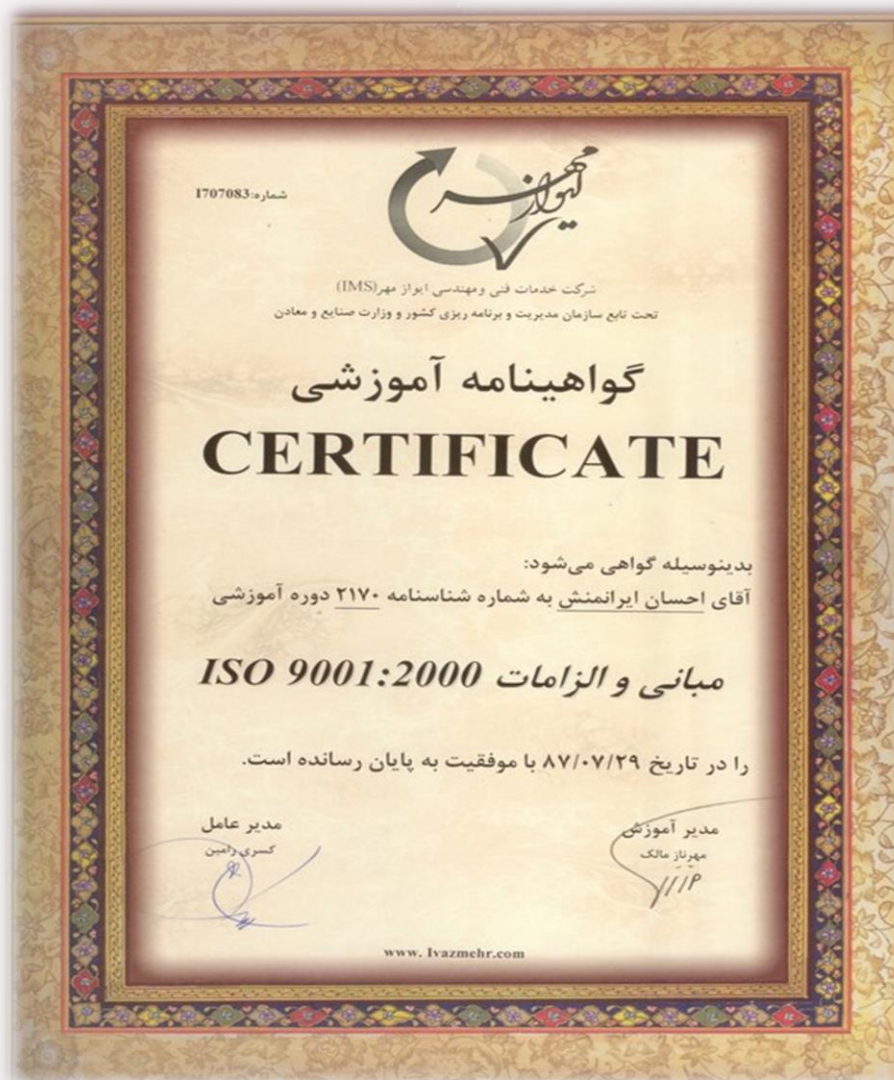 ایواز مهر
شماره:I707083
شرکت خدمات فنی ومهندسی ایواز مهر(IMS)
تحت تابع سازمان مدیریت و برنامه ریزی کشور و وزارت صنایع و معادن
گواهینامه آموزشی
CERTIFICATE
بدینوسیله گواهی می‌شود:
آقای احسان ایرانمنش به شماره شناسنامه ۲۱۷۰ دوره آموزشی
مبانی و الزامات ISO 9001:2000
را در تاریخ ۸۷/۰۷/۲۹ با موفقیت به پایان رسانده است.
مدیر آموزش
مهرناز مالک
مدیر عامل
کسری رامین
www. Ivazmehr.com